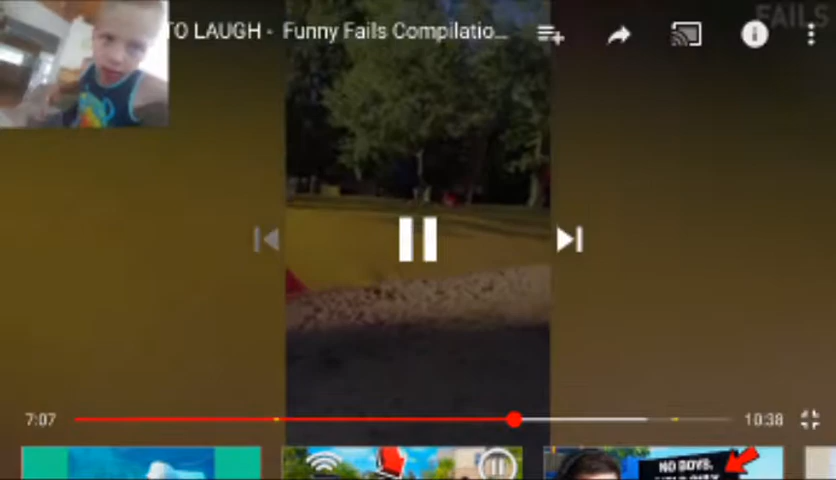 TO LAUGH - Funny Fails Compilatio...
FAILS
7:07
10:38
NO BOYS,